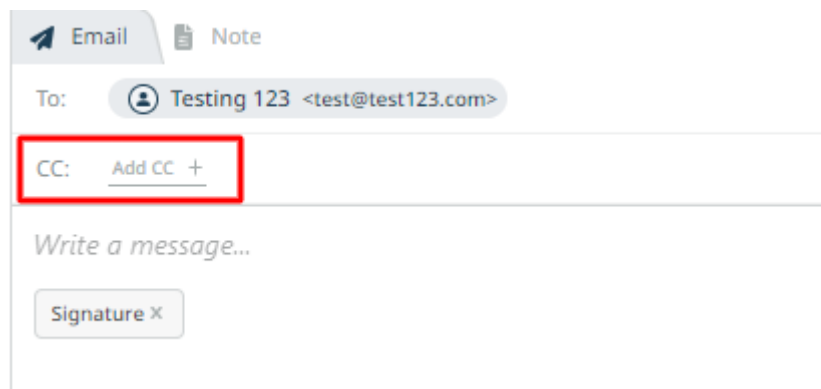 Email Note
To: Testing 123 <test@test123.com>
CC: Add CC +
Write a message...
Signature x